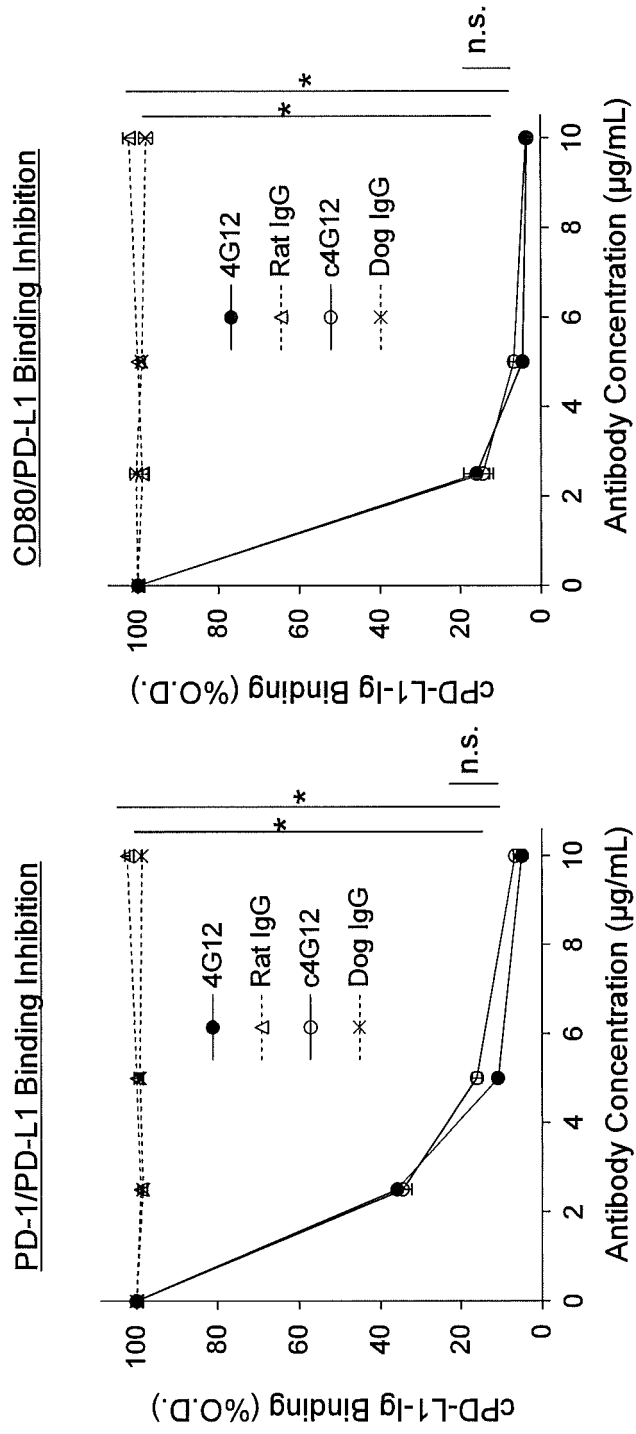 PD-1/PD-L1 Binding Inhibition
cPD-L1-Ig Binding (%O.D.)
100
80
60
40
20
0
0 2 4 6 8 10
Antibody Concentration (µg/mL)
4G12
Rat IgG
c4G12
Dog IgG
*
*
n.s.
CD80/PD-L1 Binding Inhibition
cPD-L1-Ig Binding (%O.D.)
100
80
60
40
20
0
0 2 4 6 8 10
Antibody Concentration (µg/mL)
4G12
Rat IgG
c4G12
Dog IgG
*
*
n.s.